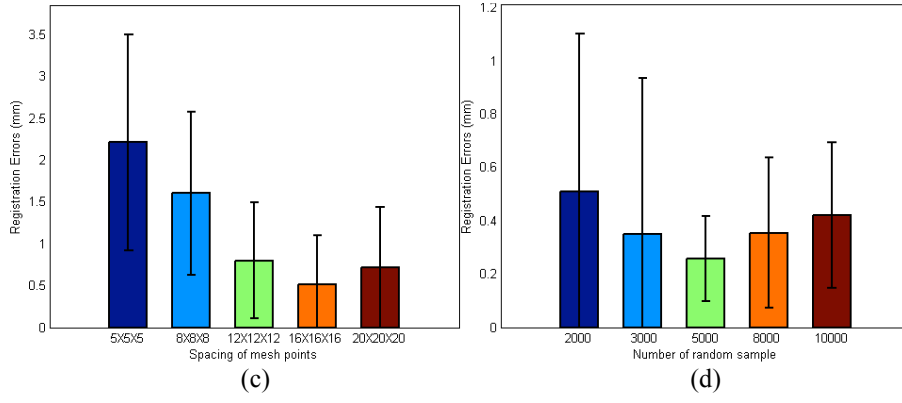 3.5
3
2.5
2
1.5
1
0.5
0
Registration Errors (mm)
5X5X5 8X8X8 12X12X12 16X16X16 20X20X20
Spacing of mesh points
(c)
1.2
1
0.8
0.6
0.4
0.2
0
Registration Errors (mm)
2000 3000 5000 8000 10000
Number of random sample
(d)